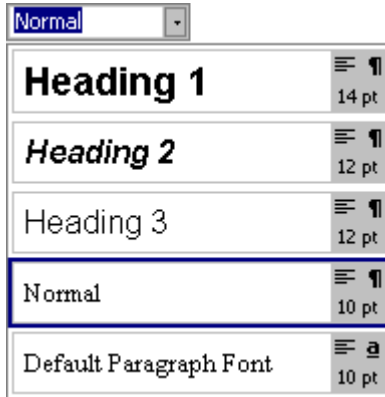 Normal
Heading 1 ¶
14 pt
Heading 2 ¶
12 pt
Heading 3 ¶
12 pt
Normal ¶
10 pt
Default Paragraph Font a
10 pt